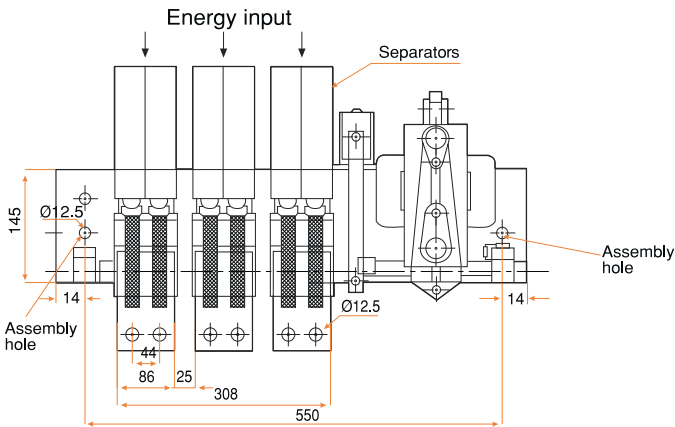 Energy input
Separators
145
Ø12.5
Assembly
hole
14
14
Assembly
hole
Ø12.5
44
86
25
308
550